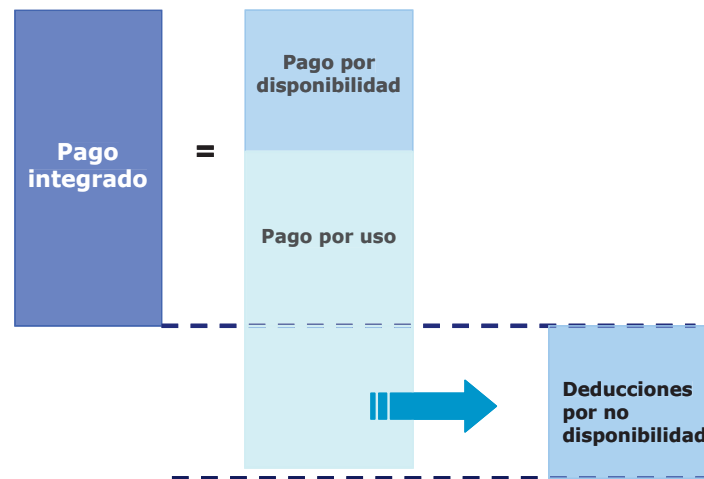 Pago
integrado
=
Pago por
disponibilidad
Pago por uso
Deducciones
por no
disponibilidad